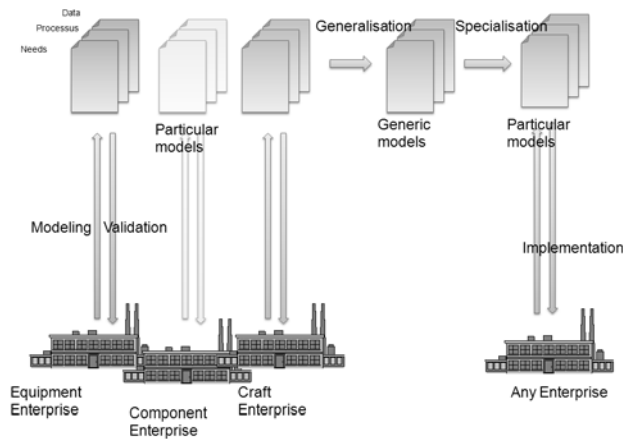 Data
Processus
Needs
Generalisation
Specialisation
Particular
models
Generic
models
Particular
models
Modeling
Validation
Implementation
Equipment
Enterprise
Component
Enterprise
Craft
Enterprise
Any Enterprise